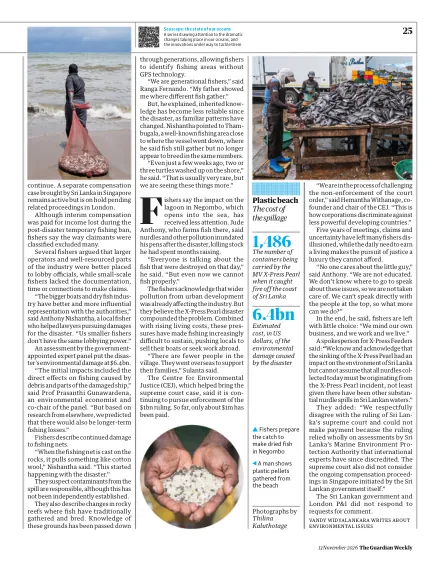 Seascape: the state of our oceans
A series drawing attention to the dramatic
changes taking place in our oceans, and
the innovations under way to tackle them
25
continue. A separate compensation
case brought by Sri Lanka in Singapore
remains active but is on hold pending
related proceedings in London.
Although interim compensation
was paid for income lost during the
post-disaster temporary fishing ban,
fishers say the way claimants were
classified excluded many.
Several fishers argued that larger
operators and well-resourced parts
of the industry were better placed
to lobby officials, while small-scale
fishers lacked the documentation,
time or connections to make claims.
"The bigger boats and dry fish indus-
try have better and more influential
representation with the authorities,"
said Anthony Nishantha, a local fisher
who helped lawyers pursuing damages
for the disaster. "Us smaller fishers
don't have the same lobbying power."
An assessment by the government-
appointed expert panel put the disas-
ter's environmental damage at $6.4bn.
"The initial impacts included the
direct effects on fishing caused by
debris and parts of the damaged ship,"
said Prof Prasanthi Gunawardena,
an environmental economist and
co-chair of the panel. "But based on
research from elsewhere, we predicted
that there would also be longer-term
fishing losses."
Fishers describe continued damage
to fishing nets.
"When the fishing net is cast on the
rocks, it pulls something like cotton
wool," Nishantha said. "This started
happening with the disaster."
They suspect contaminants from the
spill are responsible, although this has
not been independently established.
They also describe changes in rocky
reefs where fish have traditionally
gathered and bred. Knowledge of
these grounds has been passed down
through generations, allowing fishers
to identify fishing areas without
GPS technology.
"We are generational fishers," said
Ranga Fernando. "My father showed
me where different fish gather."
But, he explained, inherited know-
ledge has become less reliable since
the disaster, as familiar patterns have
changed. Nishantha pointed to Tham-
bugala, a well-known fishing area close
to where the vessel went down, where
he said fish still gather but no longer
appear to breed in the same numbers.
"Even just a few weeks ago, two or
three turtles washed up on the shore,"
he said. "That is usually very rare, but
we are seeing these things more."
Fishers say the impact on the
lagoon in Negombo, which
opens into the sea, has
received less attention. Jude
Anthony, who farms fish there, said
nurdles and other pollution inundated
his pens after the disaster, killing stock
he had spent months raising.
"Everyone is talking about the
fish that were destroyed on that day,"
he said. "But even now we cannot
fish properly."
The fishers acknowledge that wider
pollution from urban development
was already affecting the industry. But
they believe the X-Press Pearl disaster
compounded the problem. Combined
with rising living costs, these pres-
sures have made fishing increasingly
difficult to sustain, pushing locals to
sell their boats or seek work abroad.
"There are fewer people in the
village. They went overseas to support
their families," Sulanta said.
The Centre for Environmental
Justice (CEJ), which helped bring the
supreme court case, said it is con-
tinuing to pursue enforcement of the
$1bn ruling. So far, only about $1m has
been paid.
Plastic beach
The cost of
the spillage
1,486
The number of
containers being
carried by the
MV X-Press Pearl
when it caught
fire off the coast
of Sri Lanka
6.4bn
Estimated
cost, in US
dollars, of the
environmental
damage caused
by the disaster
▲ Fishers prepare
the catch to
make dried fish
in Negombo
◀ A man shows
plastic pellets
gathered from
the beach
Photographs by
Thilina
Kaluthotage
"We are in the process of challenging
the non-enforcement of the court
order," said Hemantha Withanage, co-
founder and chair of the CEJ. "This is
how corporations discriminate against
less powerful developing countries."
Five years of meetings, claims and
uncertainty have left many fishers dis-
illusioned, while the daily need to earn
a living makes the pursuit of justice a
luxury they cannot afford.
"No one cares about the little guy,"
said Anthony. "We are not educated.
We don't know where to go to speak
about these issues, so we are not taken
care of. We can't speak directly with
the people at the top, so what more
can we do?"
In the end, he said, fishers are left
with little choice: "We mind our own
business, and we work and we live."
A spokesperson for X-Press Feeders
said: "We know and acknowledge that
the sinking of the X-Press Pearl had an
impact on the environment of Sri Lanka
but cannot assume that all nurdles col-
lected today must be originating from
the X-Press Pearl incident, not least
given there have been other substan-
tial nurdle spills in Sri Lankan waters."
They added: "We respectfully
disagree with the ruling of Sri Lan-
ka's supreme court and could not
make payment because the ruling
relied wholly on assessments by Sri
Lanka's Marine Environment Pro-
tection Authority that international
experts have since discredited. The
supreme court also did not consider
the ongoing compensation proceed-
ings in Singapore initiated by the Sri
Lankan government itself."
The Sri Lankan government and
London P&I did not respond to
requests for comment.
VANDU WIDYALANKARA WRITES ABOUT
ENVIRONMENTAL ISSUES
13 November 2026 The Guardian Weekly